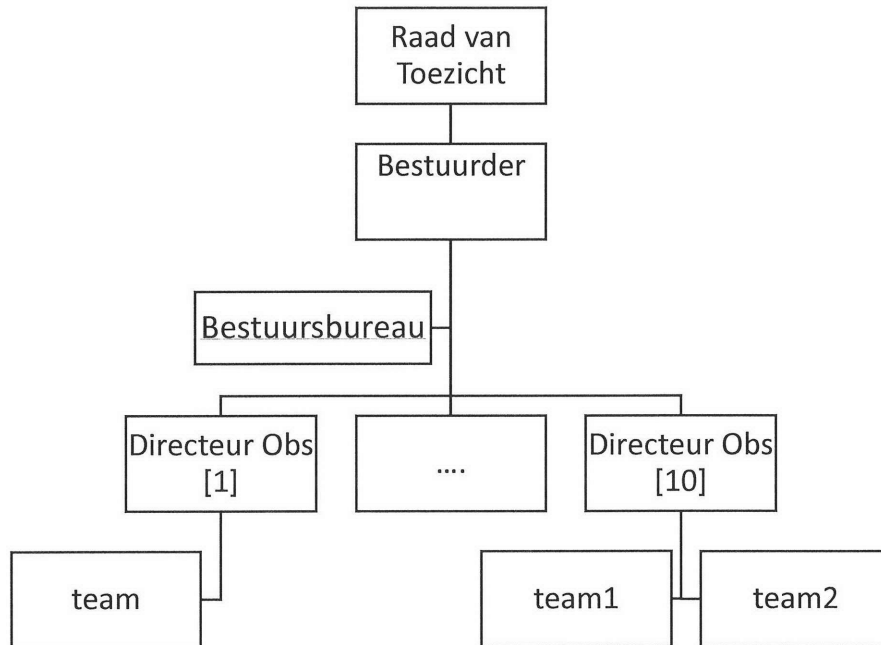 Raad van
Toezicht
Bestuurder
Bestuursbureau
Directeur Obs
[1]
....
Directeur Obs
[10]
team
team1
team2